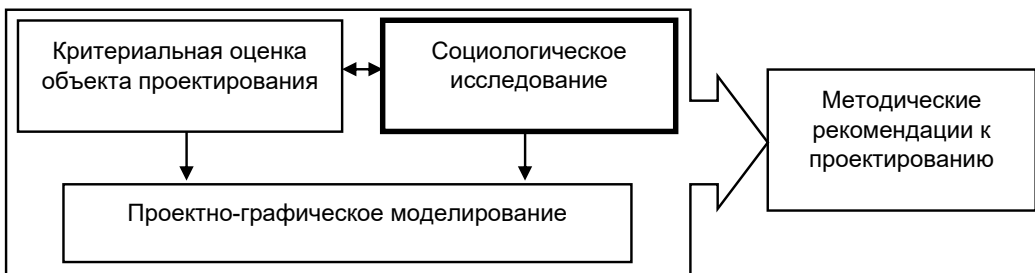 Критериальная оценка
объекта проектирования
Социологическое
исследование
Методические
рекомендации к
проектированию
Проектно-графическое моделирование